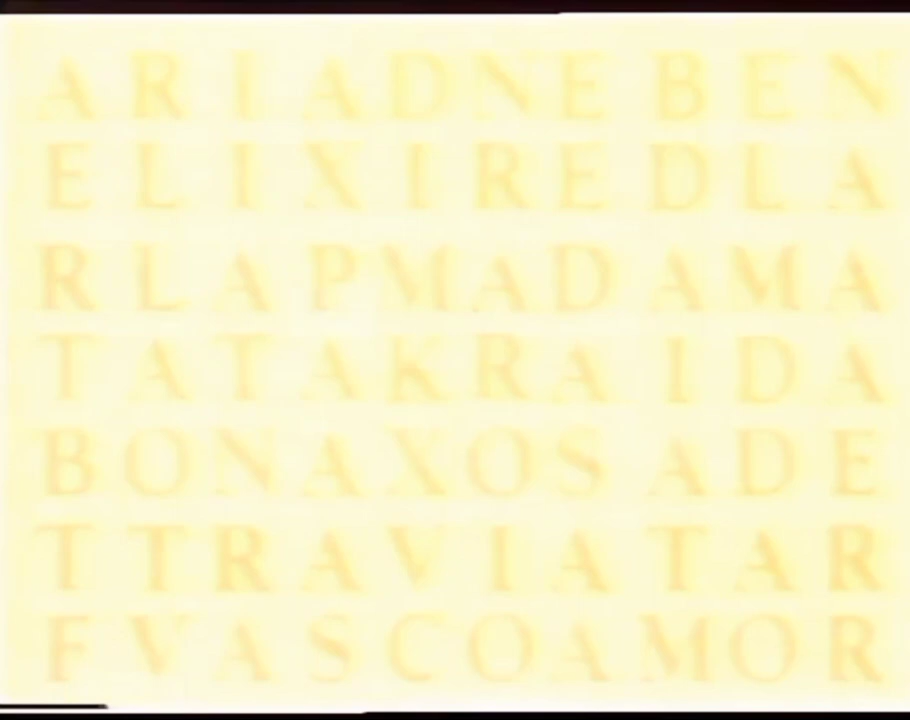 ARIADNEBEN
ELIXIREDLA
RLAPMADAMA
TATAKRAIDA
BONAXOSADE
TTRAVIATAR
FVASCOAMOR